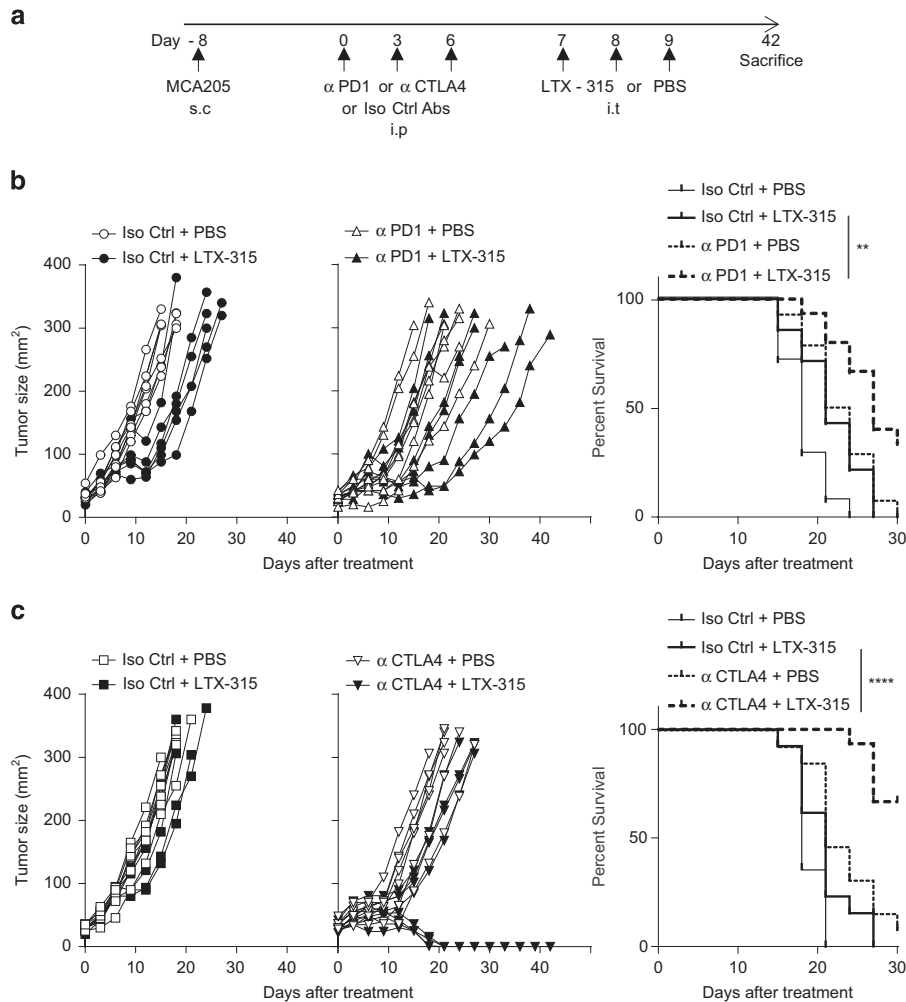 a
Day - 8 0 3 6 7 8 9 42
Sacrifice
MCA205 α PD1 or α CTLA4 LTX - 315 or PBS
s.c or Iso Ctrl Abs i.t
i.p
b
Iso Ctrl + PBS
Iso Ctrl + LTX-315
α PD1 + PBS
α PD1 + LTX-315
Iso Ctrl + PBS
Iso Ctrl + LTX-315
α PD1 + PBS
α PD1 + LTX-315
**
Tumor size (mm²)
400
300
200
100
0
0 10 20 30 40
0 10 20 30 40
Days after treatment
Percent Survival
100
50
0
0 10 20 30
Days after treatment
c
Iso Ctrl + PBS
Iso Ctrl + LTX-315
α CTLA4 + PBS
α CTLA4 + LTX-315
Iso Ctrl + PBS
Iso Ctrl + LTX-315
α CTLA4 + PBS
α CTLA4 + LTX-315
****
Tumor size (mm²)
400
300
200
100
0
0 10 20 30 40
0 10 20 30 40
Days after treatment
Percent Survival
100
50
0
0 10 20 30
Days after treatment